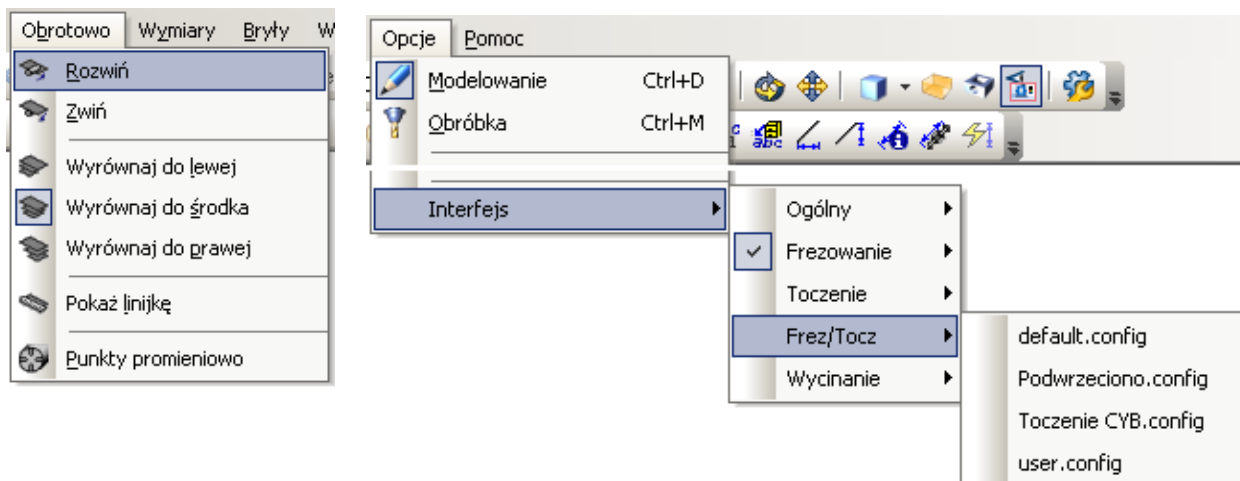 Obrotowo Wymiary Bryły W
Rozwiń
Zwiń
Wyrównaj do lewej
Wyrównaj do środka
Wyrównaj do prawej
Pokaż linijkę
Punkty promieniowo
Opcje Pomoc
Modelowanie Ctrl+D
Obróbka Ctrl+M
abc
Interfejs
Ogólny
Frezowanie
Toczenie
Frez/Tocz
Wycinanie
default.config
Podwrzeciono.config
Toczenie CYB.config
user.config